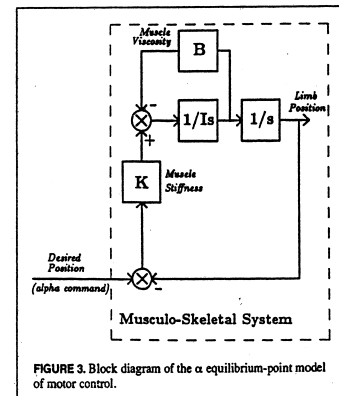 Muscle
Viscosity
B
Limb
Position
-
+
1/Is
1/s
K
Muscle
Stiffness
Desired
Position
(alpha command)
-
Musculo-Skeletal System
FIGURE 3. Block diagram of the α equilibrium-point model
of motor control.